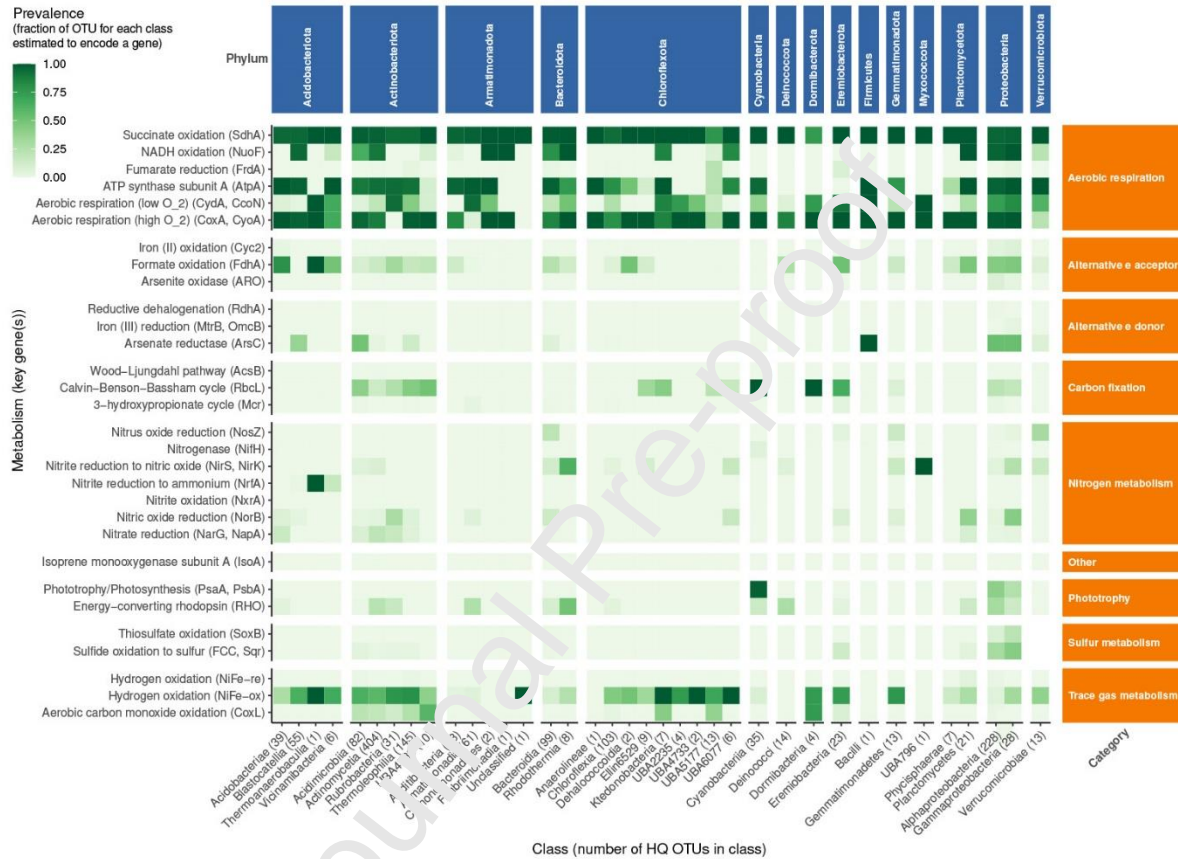 Prevalence
(fraction of OTU for each class
estimated to encode a gene)
1.00
0.75
0.50
0.25
0.00
Phylum
Acidobacteriota
Actinobacteriota
Armatimonadota
Bacteroidota
Chloroflexota
Cyanobacteria
Deinococcota
Dormibacterota
Eremiobacterota
Firmicutes
Gemmatimonadota
Myxococcota
Planctomycetota
Proteobacteria
Verrucomicrobiota
Metabolism (key gene(s))
Succinate oxidation (SdhA)
NADH oxidation (NuoF)
Fumarate reduction (FrdA)
ATP synthase subunit A (AtpA)
Aerobic respiration (low O_2) (CydA, CcoN)
Aerobic respiration (high O_2) (CoxA, CyoA)
Aerobic respiration
Iron (II) oxidation (Cyc2)
Formate oxidation (FdhA)
Arsenite oxidase (ARO)
Alternative e acceptor
Reductive dehalogenation (RdhA)
Iron (III) reduction (MtrB, OmcB)
Arsenate reductase (ArsC)
Alternative e donor
Wood-Ljungdahl pathway (AcsB)
Calvin-Benson-Bassham cycle (RbcL)
3-hydroxypropionate cycle (Mcr)
Carbon fixation
Nitrus oxide reduction (NosZ)
Nitrogenase (NifH)
Nitrite reduction to nitric oxide (NirS, NirK)
Nitrite reduction to ammonium (NrfA)
Nitrite oxidation (NxrA)
Nitric oxide reduction (NorB)
Nitrate reduction (NarG, NapA)
Nitrogen metabolism
Isoprene monooxygenase subunit A (IsoA)
Other
Phototrophy/Photosynthesis (PsaA, PsbA)
Energy-converting rhodopsin (RHO)
Phototrophy
Thiosulfate oxidation (SoxB)
Sulfide oxidation to sulfur (FCC, Sqr)
Sulfur metabolism
Hydrogen oxidation (NiFe-re)
Hydrogen oxidation (NiFe-ox)
Aerobic carbon monoxide oxidation (CoxL)
Trace gas metabolism
Acidobacteriae (39)
Blastocatellia (55)
Thermoanaerobaculia (1)
Vicinamibacteria (6)
Acidimicrobiia (82)
Actinomycetia (404)
Rubrobacteria (31)
Thermoleophilia (145)
Unclassified (1)
Bacteroidia (99)
Rhodothermia (8)
Anaerolineae (1)
Chloroflexia (103)
Dehalococcoidia (2)
Ellin6529 (9)
Ktedonobacteria (7)
UBA2235 (4)
UBA4733 (2)
UBA5177 (13)
UBA6077 (6)
Cyanobacteriia (35)
Deinococci (14)
Dormibacteria (4)
Eremiobacteria (23)
Bacilli (1)
Gemmatimonadetes (13)
UBA796 (1)
Phycisphaerae (7)
Planctomycetes (21)
Alphaproteobacteria (228)
Gammaproteobacteria (28)
Verrucomicrobiae (13)
Category
Class (number of HQ OTUs in class)
Journal Pre-proof